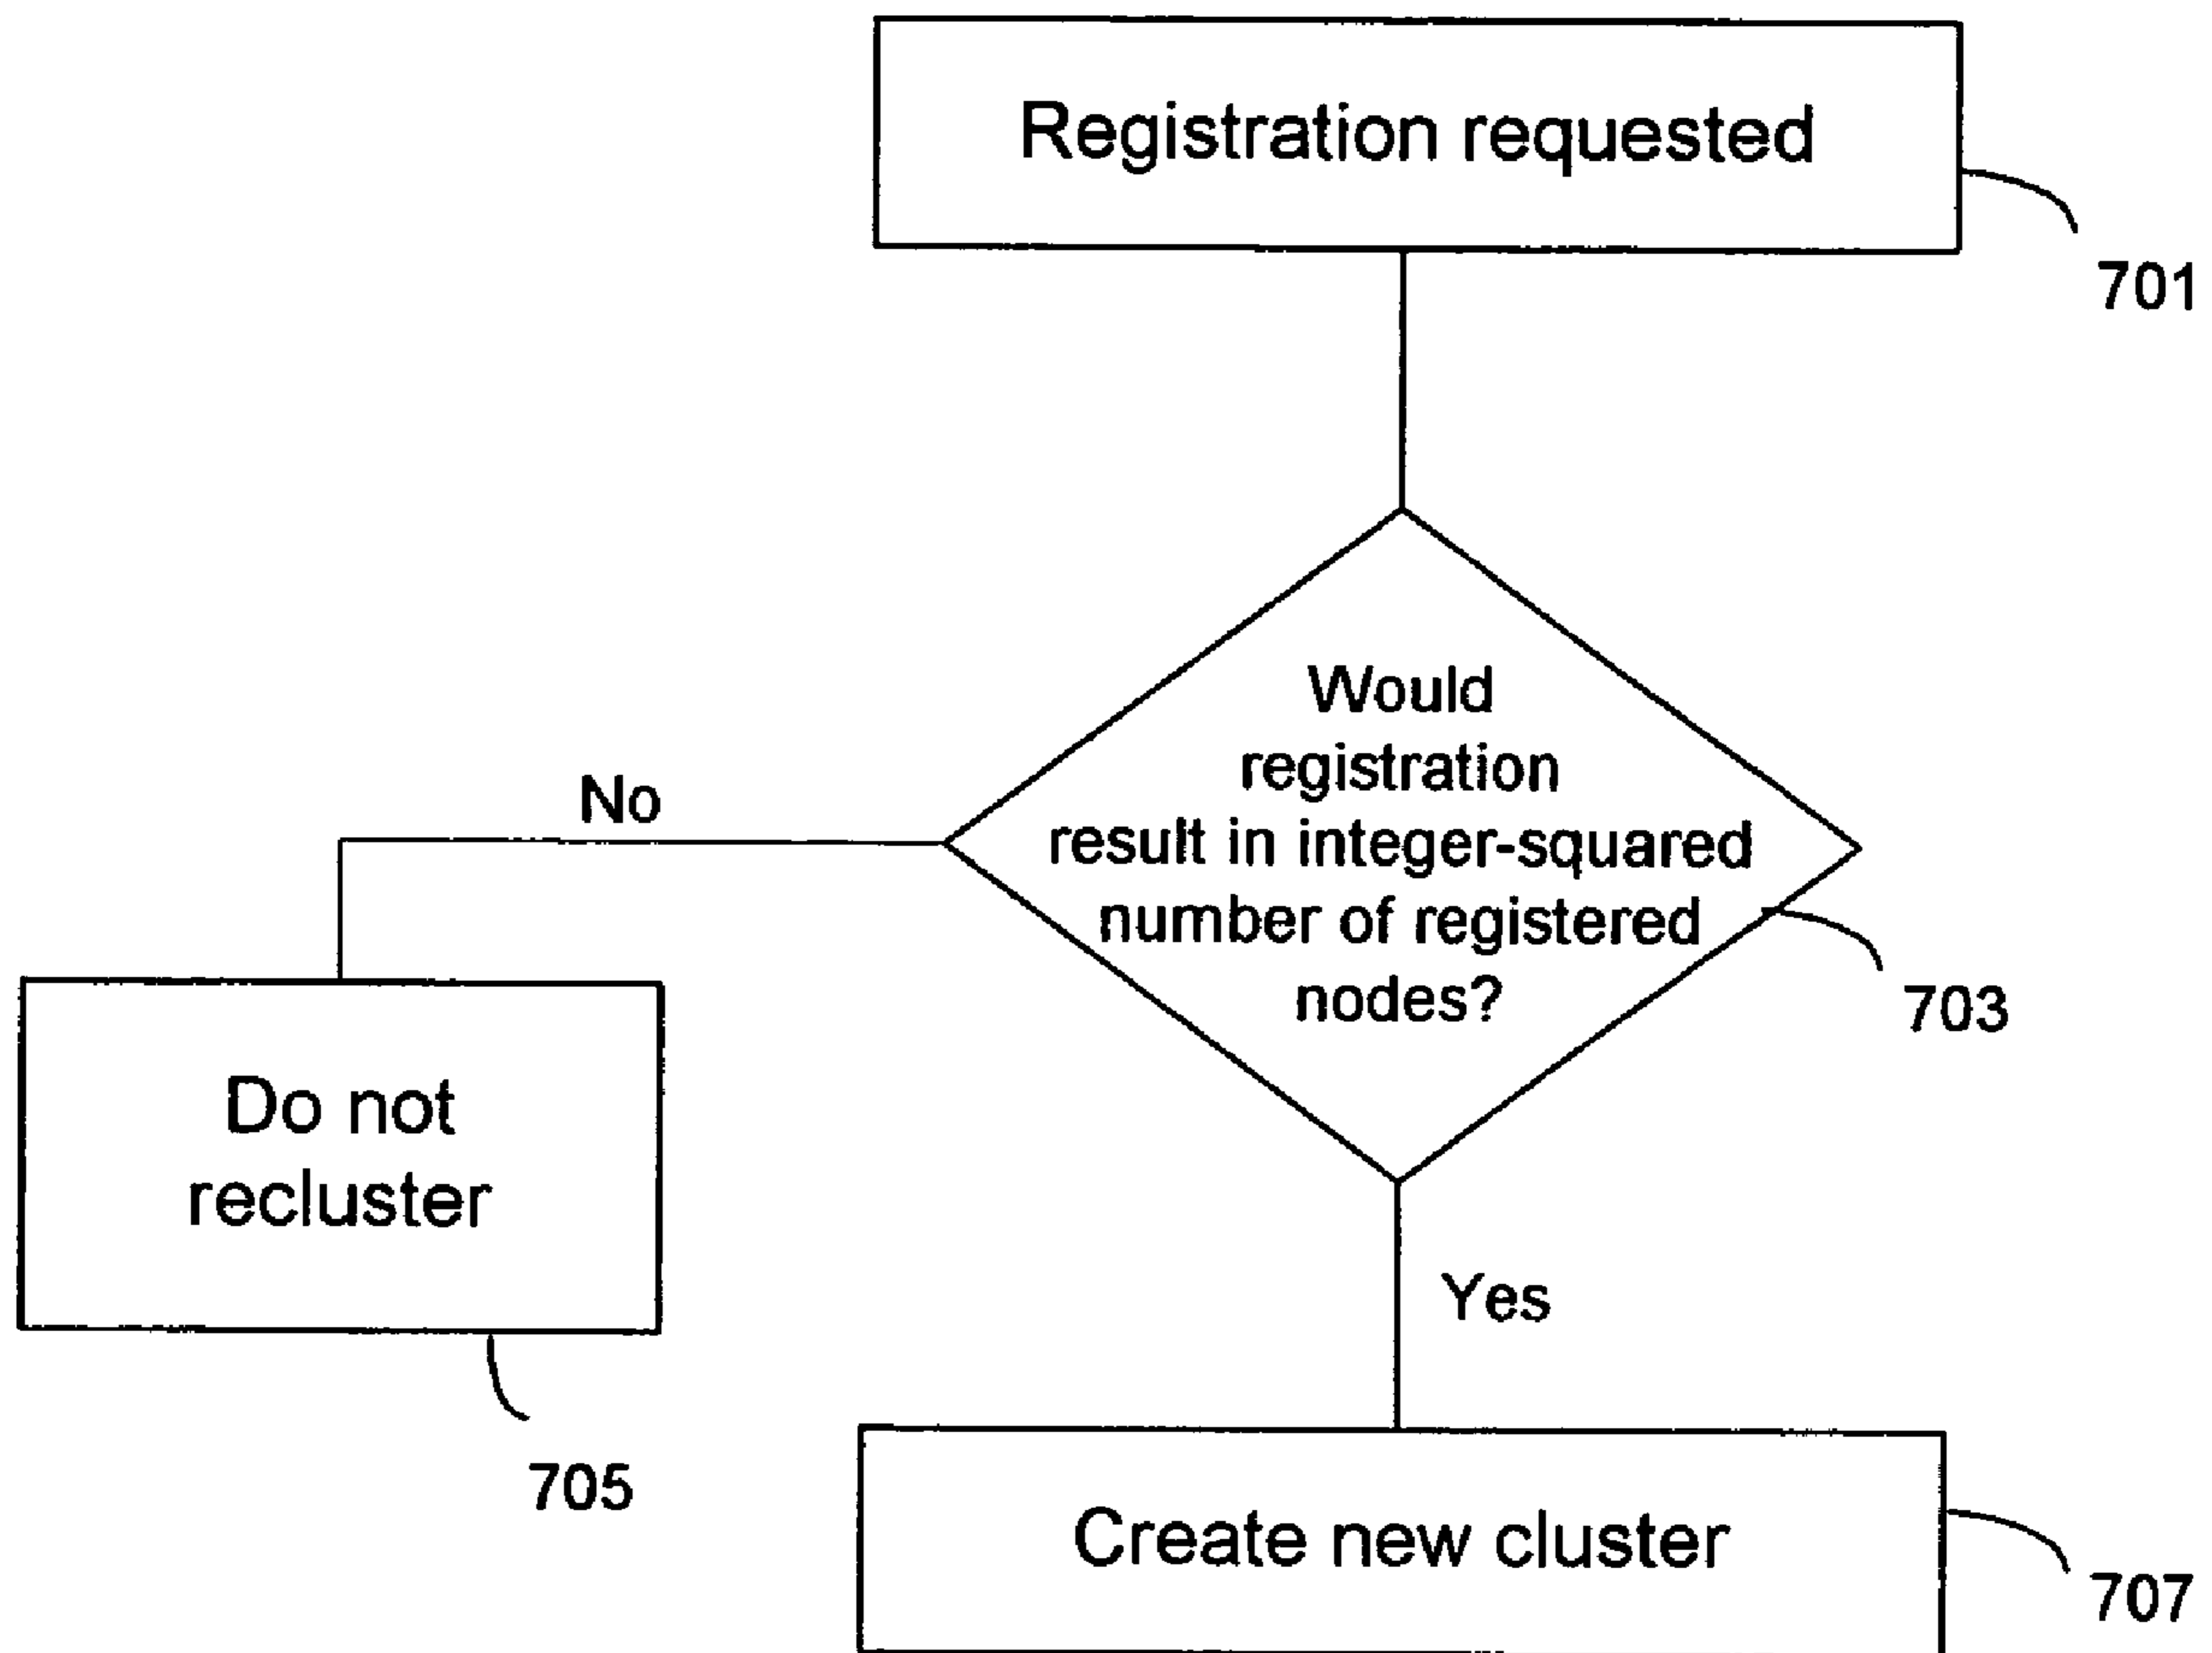 Registration requested
701
Would
registration
result in integer-squared
number of registered
nodes?
703
No
Do not
recluster
705
Yes
Create new cluster
707